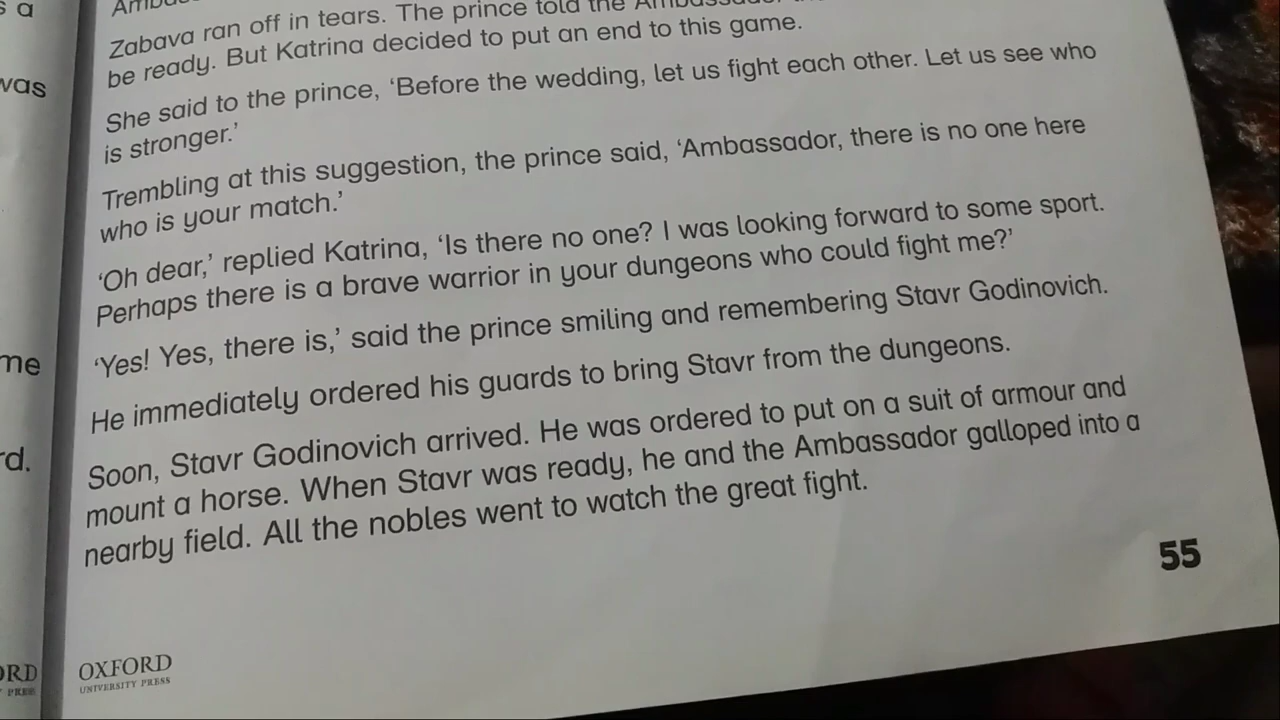 s a
was
me
rd.
ORD
PRESS
Zabava ran off in tears. The prince told the Ambassador
be ready. But Katrina decided to put an end to this game.
She said to the prince, ‘Before the wedding, let us fight each other. Let us see who
is stronger.’
Trembling at this suggestion, the prince said, ‘Ambassador, there is no one here
who is your match.’
‘Oh dear,’ replied Katrina, ‘Is there no one? I was looking forward to some sport.
Perhaps there is a brave warrior in your dungeons who could fight me?’
‘Yes! Yes, there is,’ said the prince smiling and remembering Stavr Godinovich.
He immediately ordered his guards to bring Stavr from the dungeons.
Soon, Stavr Godinovich arrived. He was ordered to put on a suit of armour and
mount a horse. When Stavr was ready, he and the Ambassador galloped into a
nearby field. All the nobles went to watch the great fight.
55
OXFORD
UNIVERSITY PRESS